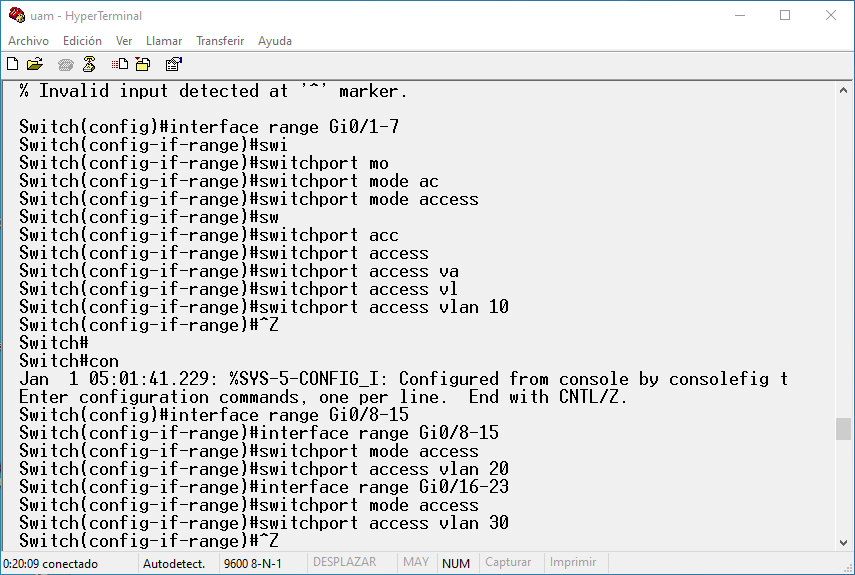 uam - HyperTerminal
Archivo Edición Ver Llamar Transferir Ayuda
% Invalid input detected at '^' marker.
Switch(config)#interface range Gi0/1-7
Switch(config-if-range)#swi
Switch(config-if-range)#switchport mo
Switch(config-if-range)#switchport mode ac
Switch(config-if-range)#switchport mode access
Switch(config-if-range)#sw
Switch(config-if-range)#switchport acc
Switch(config-if-range)#switchport access
Switch(config-if-range)#switchport access va
Switch(config-if-range)#switchport access vl
Switch(config-if-range)#switchport access vlan 10
Switch(config-if-range)#^Z
Switch#
Switch#con
Jan  1 05:01:41.229: %SYS-5-CONFIG_I: Configured from console by consolefig t
Enter configuration commands, one per line.  End with CNTL/Z.
Switch(config)#interface range Gi0/8-15
Switch(config-if-range)#interface range Gi0/8-15
Switch(config-if-range)#switchport mode access
Switch(config-if-range)#switchport access vlan 20
Switch(config-if-range)#interface range Gi0/16-23
Switch(config-if-range)#switchport mode access
Switch(config-if-range)#switchport access vlan 30
Switch(config-if-range)#^Z
0:20:09 conectado Autodetect. 9600 8-N-1 DESPLAZAR MAY NUM Capturar Imprimir